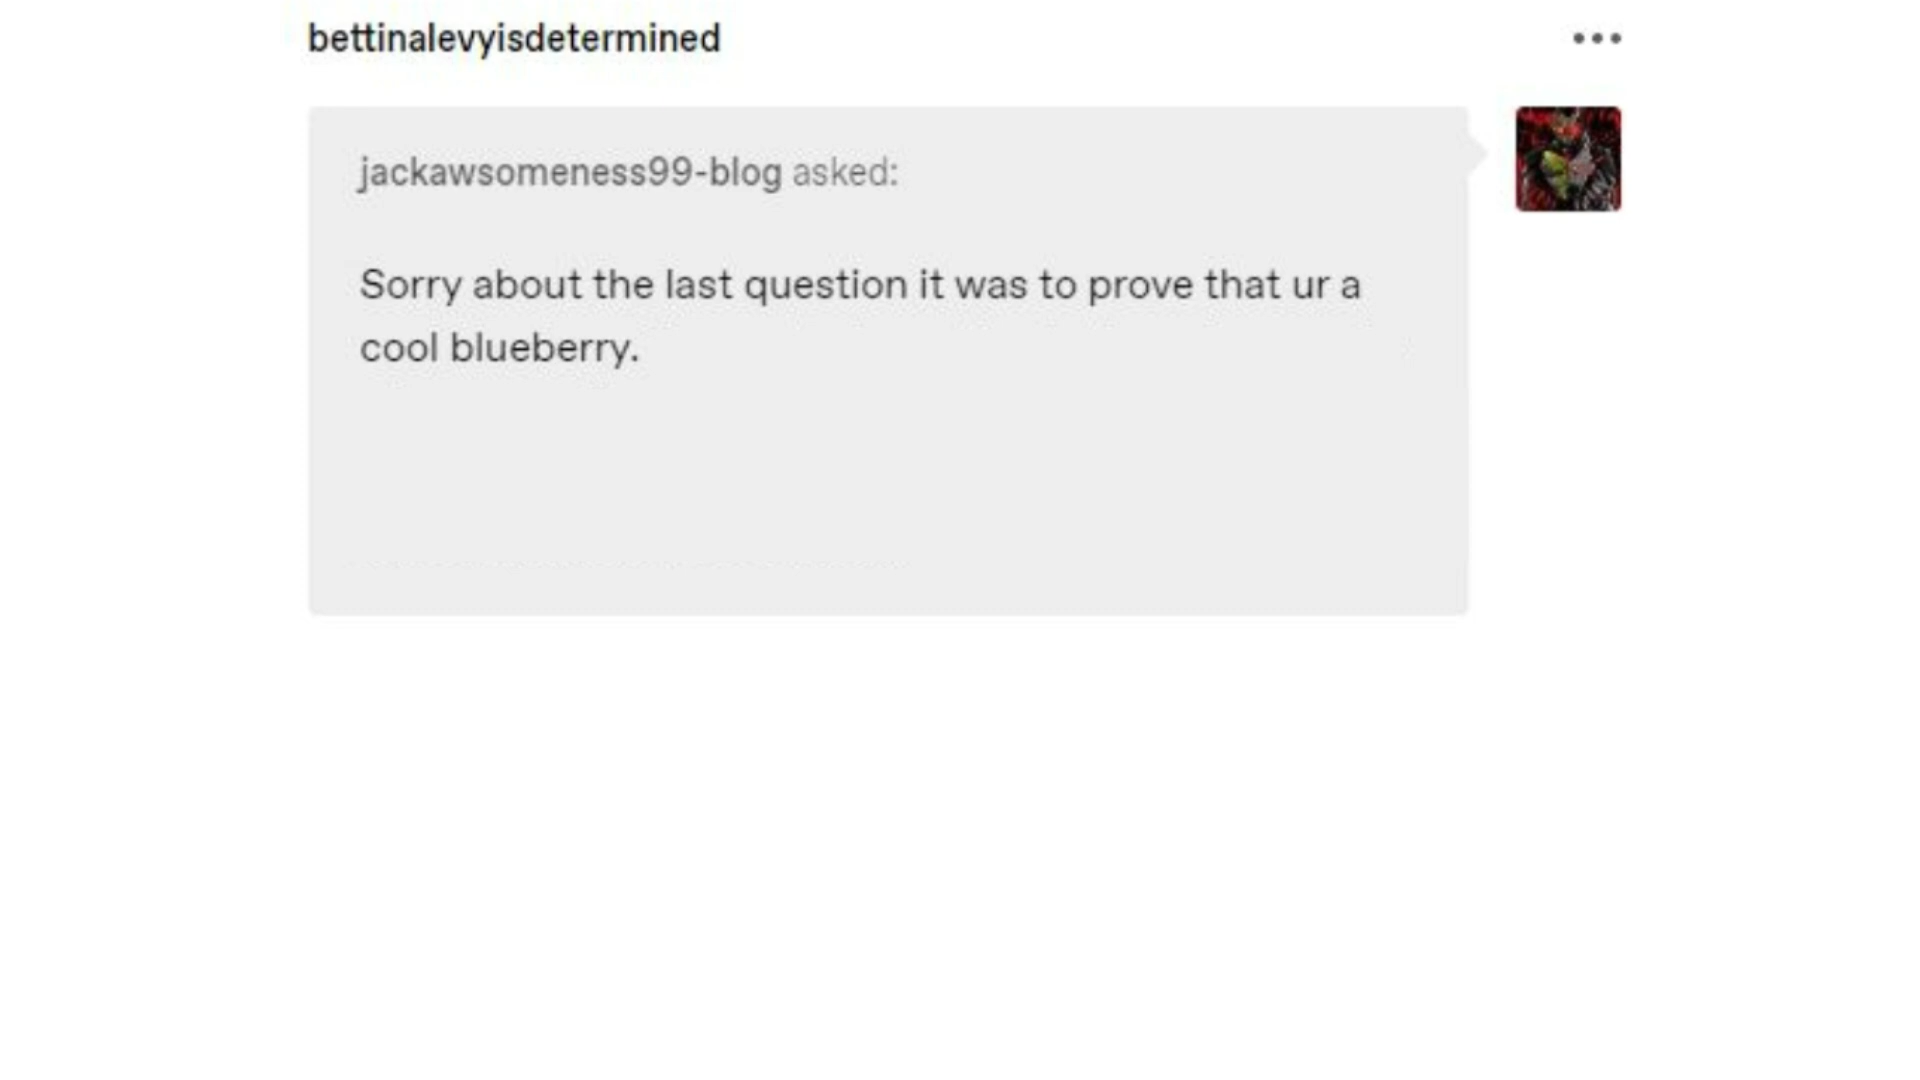 bettinalevyisdetermined
jackawsomeness99-blog asked:
Sorry about the last question it was to prove that ur a
cool blueberry.